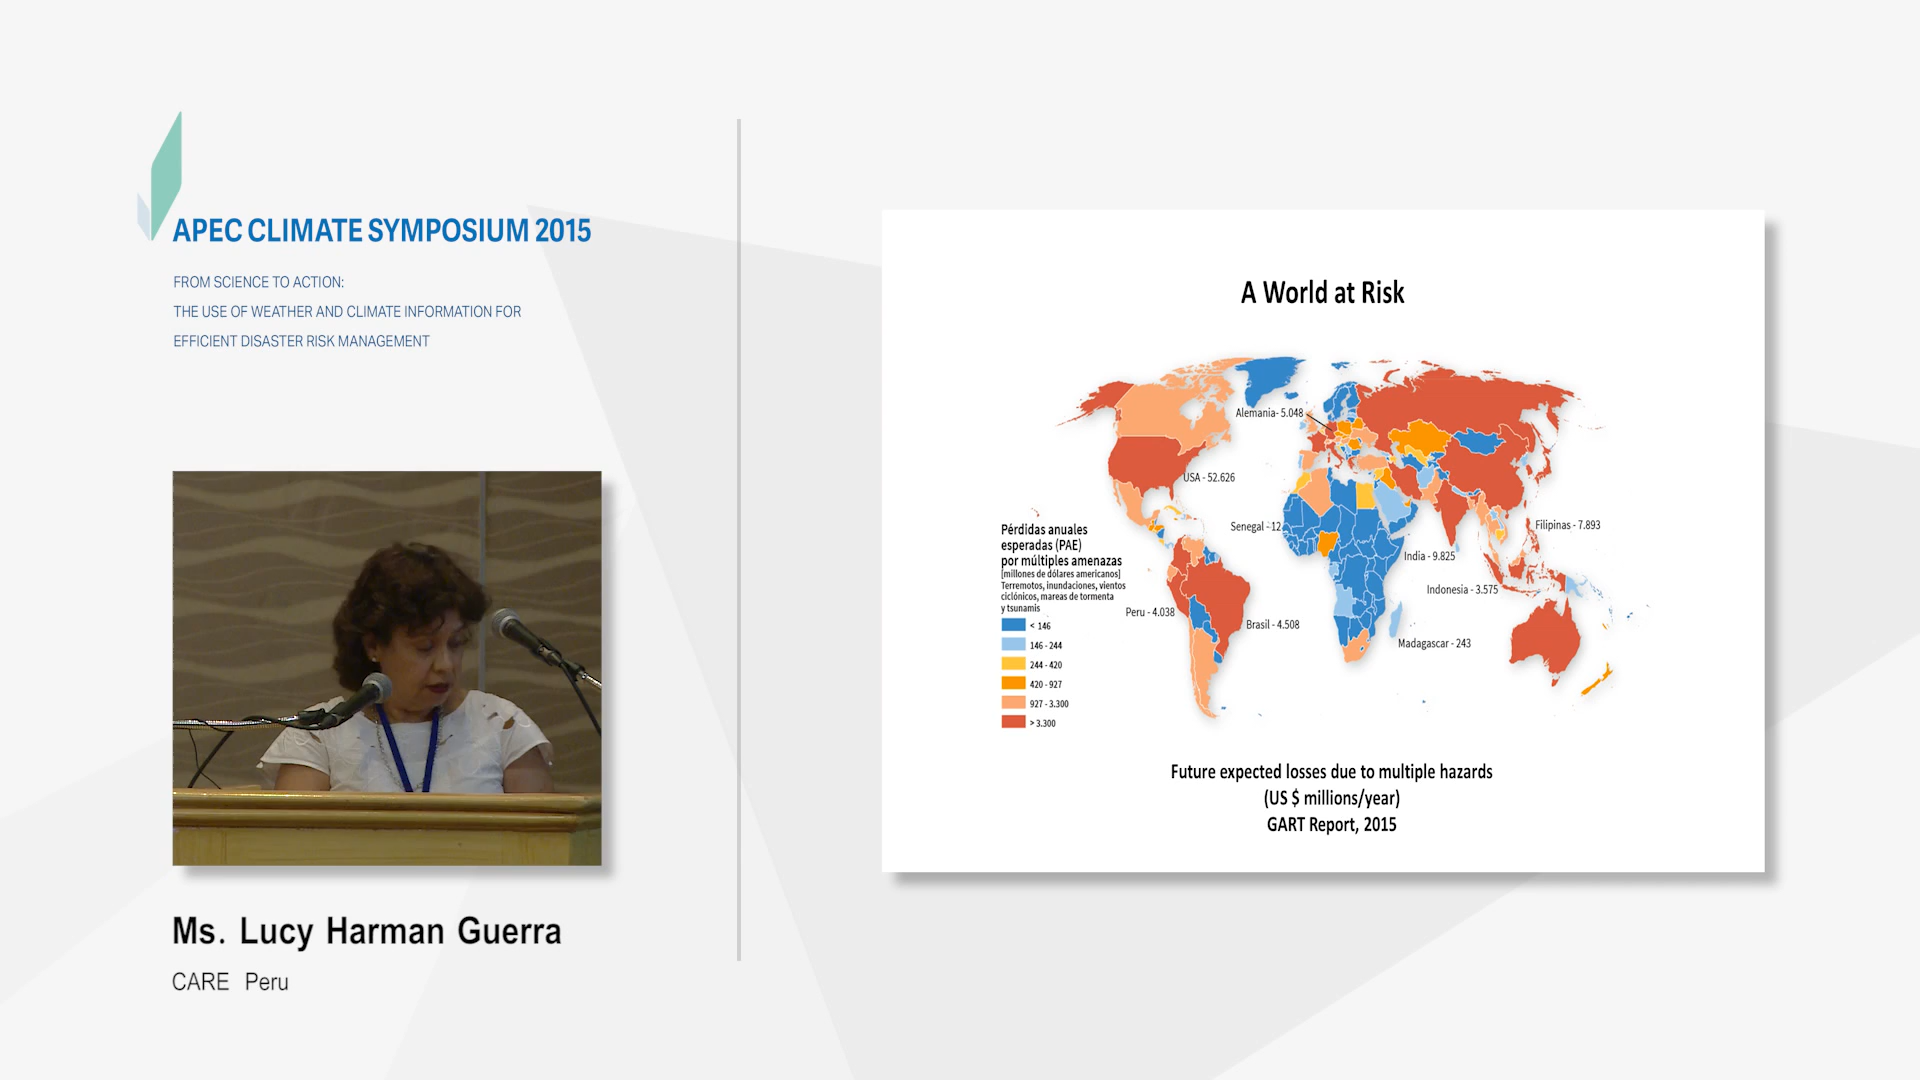 APEC CLIMATE SYMPOSIUM 2015
FROM SCIENCE TO ACTION:
THE USE OF WEATHER AND CLIMATE INFORMATION FOR
EFFICIENT DISASTER RISK MANAGEMENT
Ms. Lucy Harman Guerra
CARE Peru
A World at Risk
Alemania- 5.048
USA - 52.626
Senegal - 12
Filipinas - 7.893
India - 9.825
Indonesia - 3.575
Peru - 4.038
Brasil - 4.508
Madagascar - 243
Pérdidas anuales
esperadas (PAE)
por múltiples amenazas
[millones de dólares americanos]
Terremotos, inundaciones, vientos
ciclónicos, mareas de tormenta
y tsunamis
< 146
146 - 244
244 - 420
420 - 927
927 - 3.300
> 3.300
Future expected losses due to multiple hazards
(US $ millions/year)
GART Report, 2015